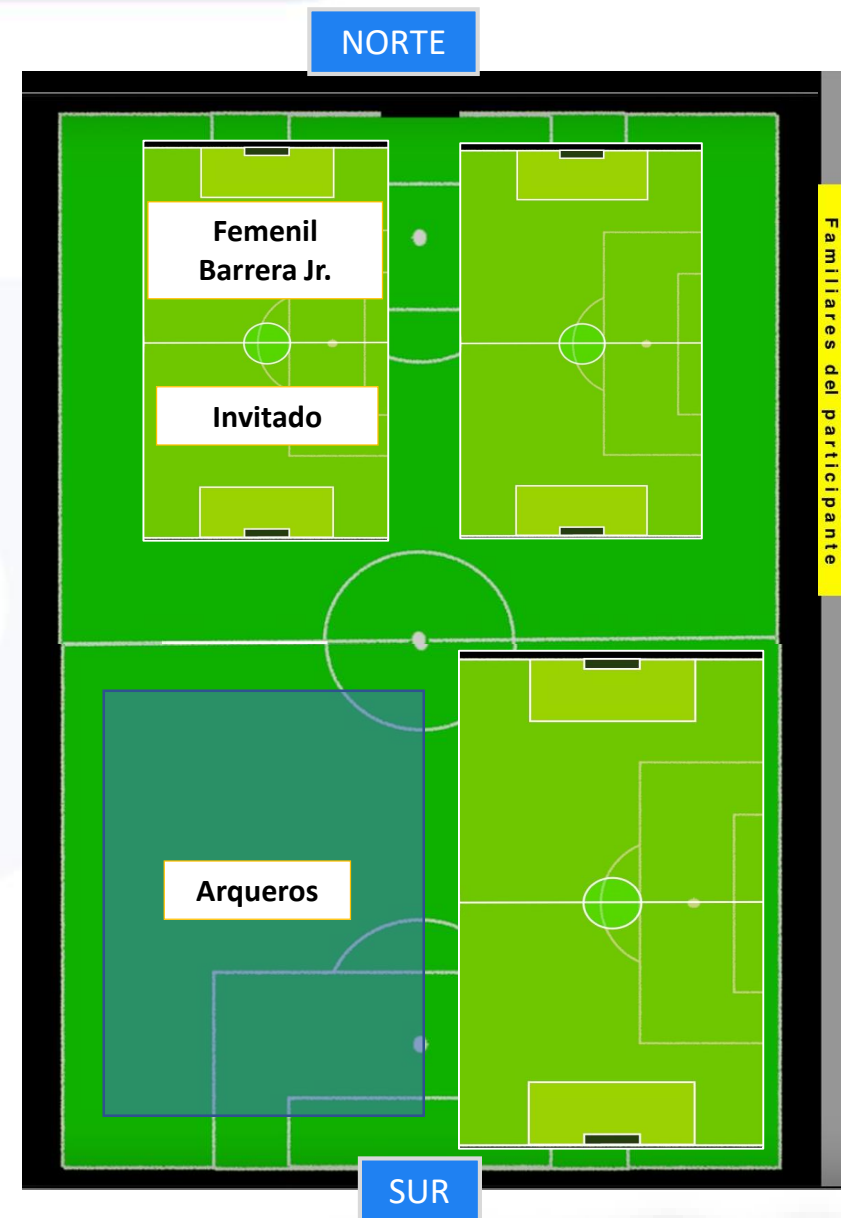 NORTE
Femenil
Barrera Jr.
Invitado
Familiares del participante
Arqueros
SUR